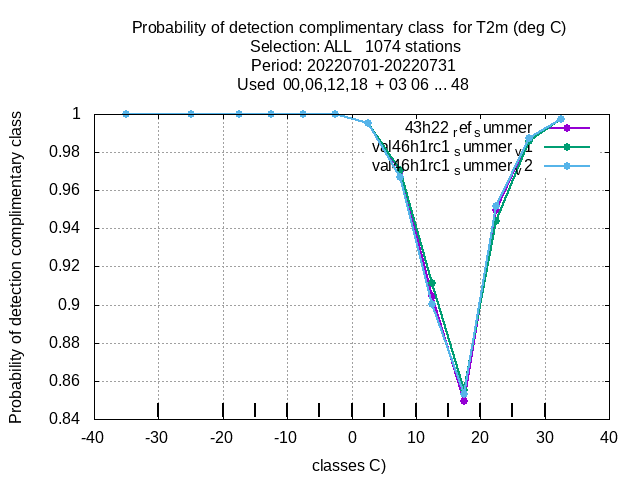 Probability of detection complimentary class for T2m (deg C)
Selection: ALL 1074 stations
Period: 20220701-20220731
Used 00,06,12,18 + 03 06 ... 48
Probability of detection complimentary class
1
0.98
0.96
0.94
0.92
0.9
0.88
0.86
0.84
43h22 ref summer
val46h1rc1 summer v1
val46h1rc1 summer v2
-40 -30 -20 -10 0 10 20 30 40
classes C)